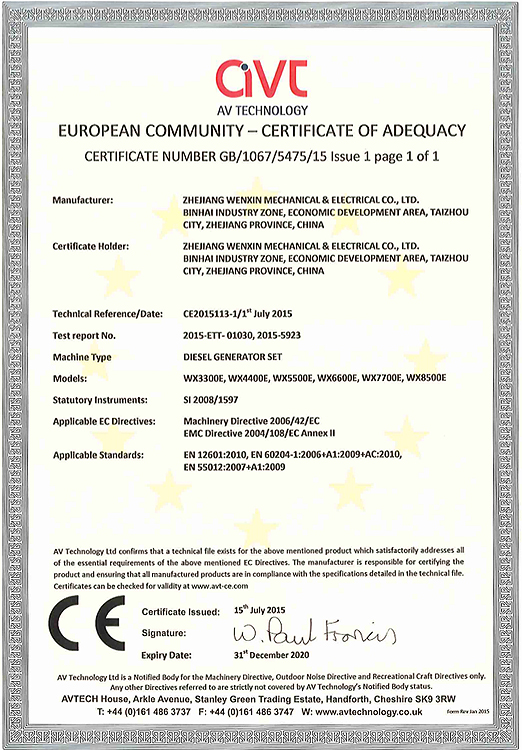 avt
AV TECHNOLOGY
EUROPEAN COMMUNITY – CERTIFICATE OF ADEQUACY
CERTIFICATE NUMBER GB/1067/5475/15 Issue 1 page 1 of 1
Manufacturer: ZHEJIANG WENXIN MECHANICAL & ELECTRICAL CO., LTD.
BINHAI INDUSTRY ZONE, ECONOMIC DEVELOPMENT AREA, TAIZHOU
CITY, ZHEJIANG PROVINCE, CHINA
Certificate Holder: ZHEJIANG WENXIN MECHANICAL & ELECTRICAL CO., LTD.
BINHAI INDUSTRY ZONE, ECONOMIC DEVELOPMENT AREA, TAIZHOU
CITY, ZHEJIANG PROVINCE, CHINA
Technical Reference/Date: CE2015113-1/1st July 2015
Test report No. 2015-ETT- 01030, 2015-5923
Machine Type DIESEL GENERATOR SET
Models: WX3300E, WX4400E, WX5500E, WX6600E, WX7700E, WX8500E
Statutory Instruments: SI 2008/1597
Applicable EC Directives: Machinery Directive 2006/42/EC
EMC Directive 2004/108/EC Annex II
Applicable Standards: EN 12601:2010, EN 60204-1:2006+A1:2009+AC:2010,
EN 55012:2007+A1:2009
AV Technology Ltd confirms that a technical file exists for the above mentioned product which satisfactorily addresses all
of the essential requirements of the above mentioned EC Directives. The manufacturer is responsible for certifying the
product and ensuring that all manufactured products are in compliance with the specifications detailed in the technical file.
Certificates can be checked for validity at www.avt-ce.com
CE
Certificate Issued: 15th July 2015
Signature: W. Paul Francis
Expiry Date: 31st December 2020
AV Technology Ltd is a Notified Body for the Machinery Directive, Outdoor Noise Directive and Recreational Craft Directives only.
Any other Directives referred to are strictly not covered by AV Technology's Notified Body status.
AVTECH House, Arkle Avenue, Stanley Green Trading Estate, Handforth, Cheshire SK9 3RW
T: +44 (0)161 486 3737 F: +44 (0)161 486 3747 W: www.avtechnology.co.uk Form Rev Jan 2015